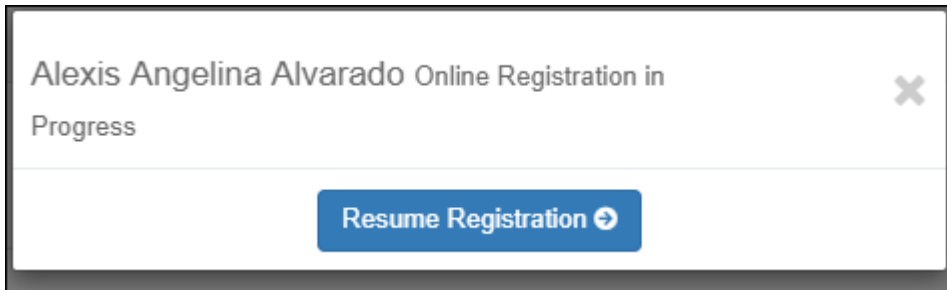 Alexis Angelina Alvarado Online Registration in
Progress
Resume Registration